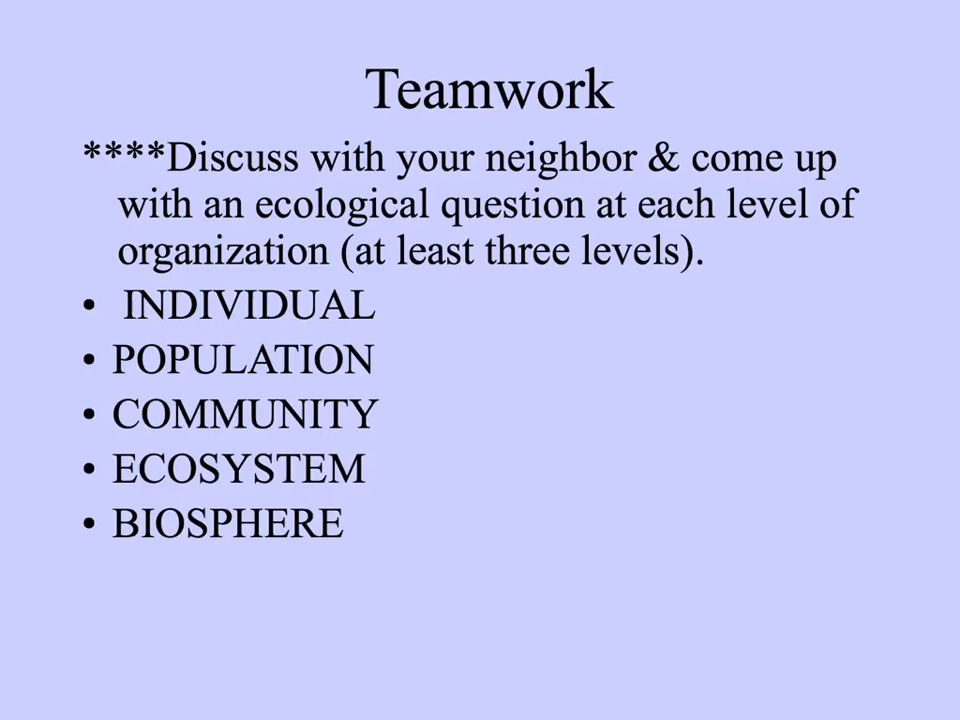 Teamwork
****Discuss with your neighbor & come up
with an ecological question at each level of
organization (at least three levels).
• INDIVIDUAL
• POPULATION
• COMMUNITY
• ECOSYSTEM
• BIOSPHERE